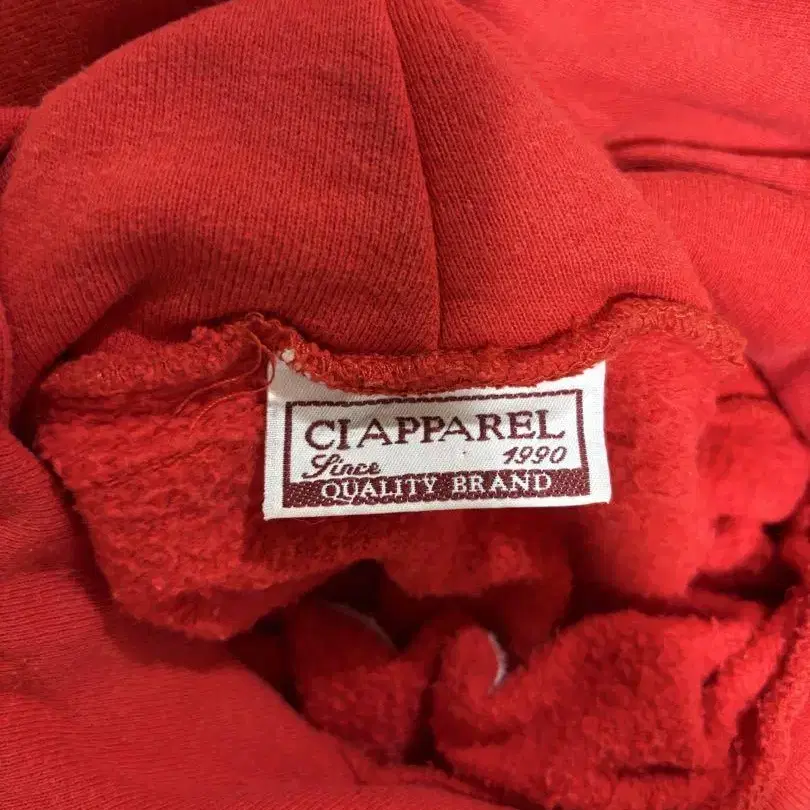 CI APPAREL
Since 1990
QUALITY BRAND